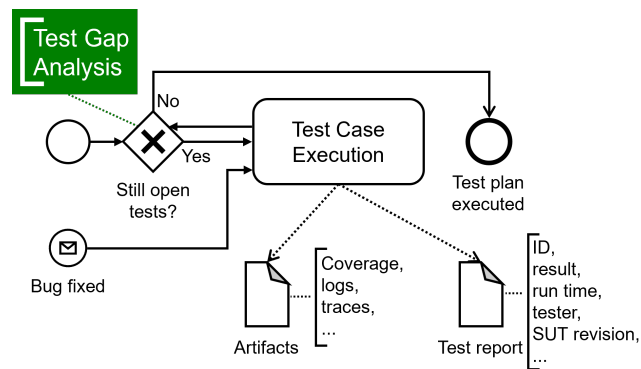 Test Gap
Analysis
No
Yes
Still open
tests?
Test Case
Execution
Test plan
executed
Bug fixed
Coverage,
logs,
traces,
...
Artifacts
ID,
result,
run time,
tester,
SUT revision,
...
Test report